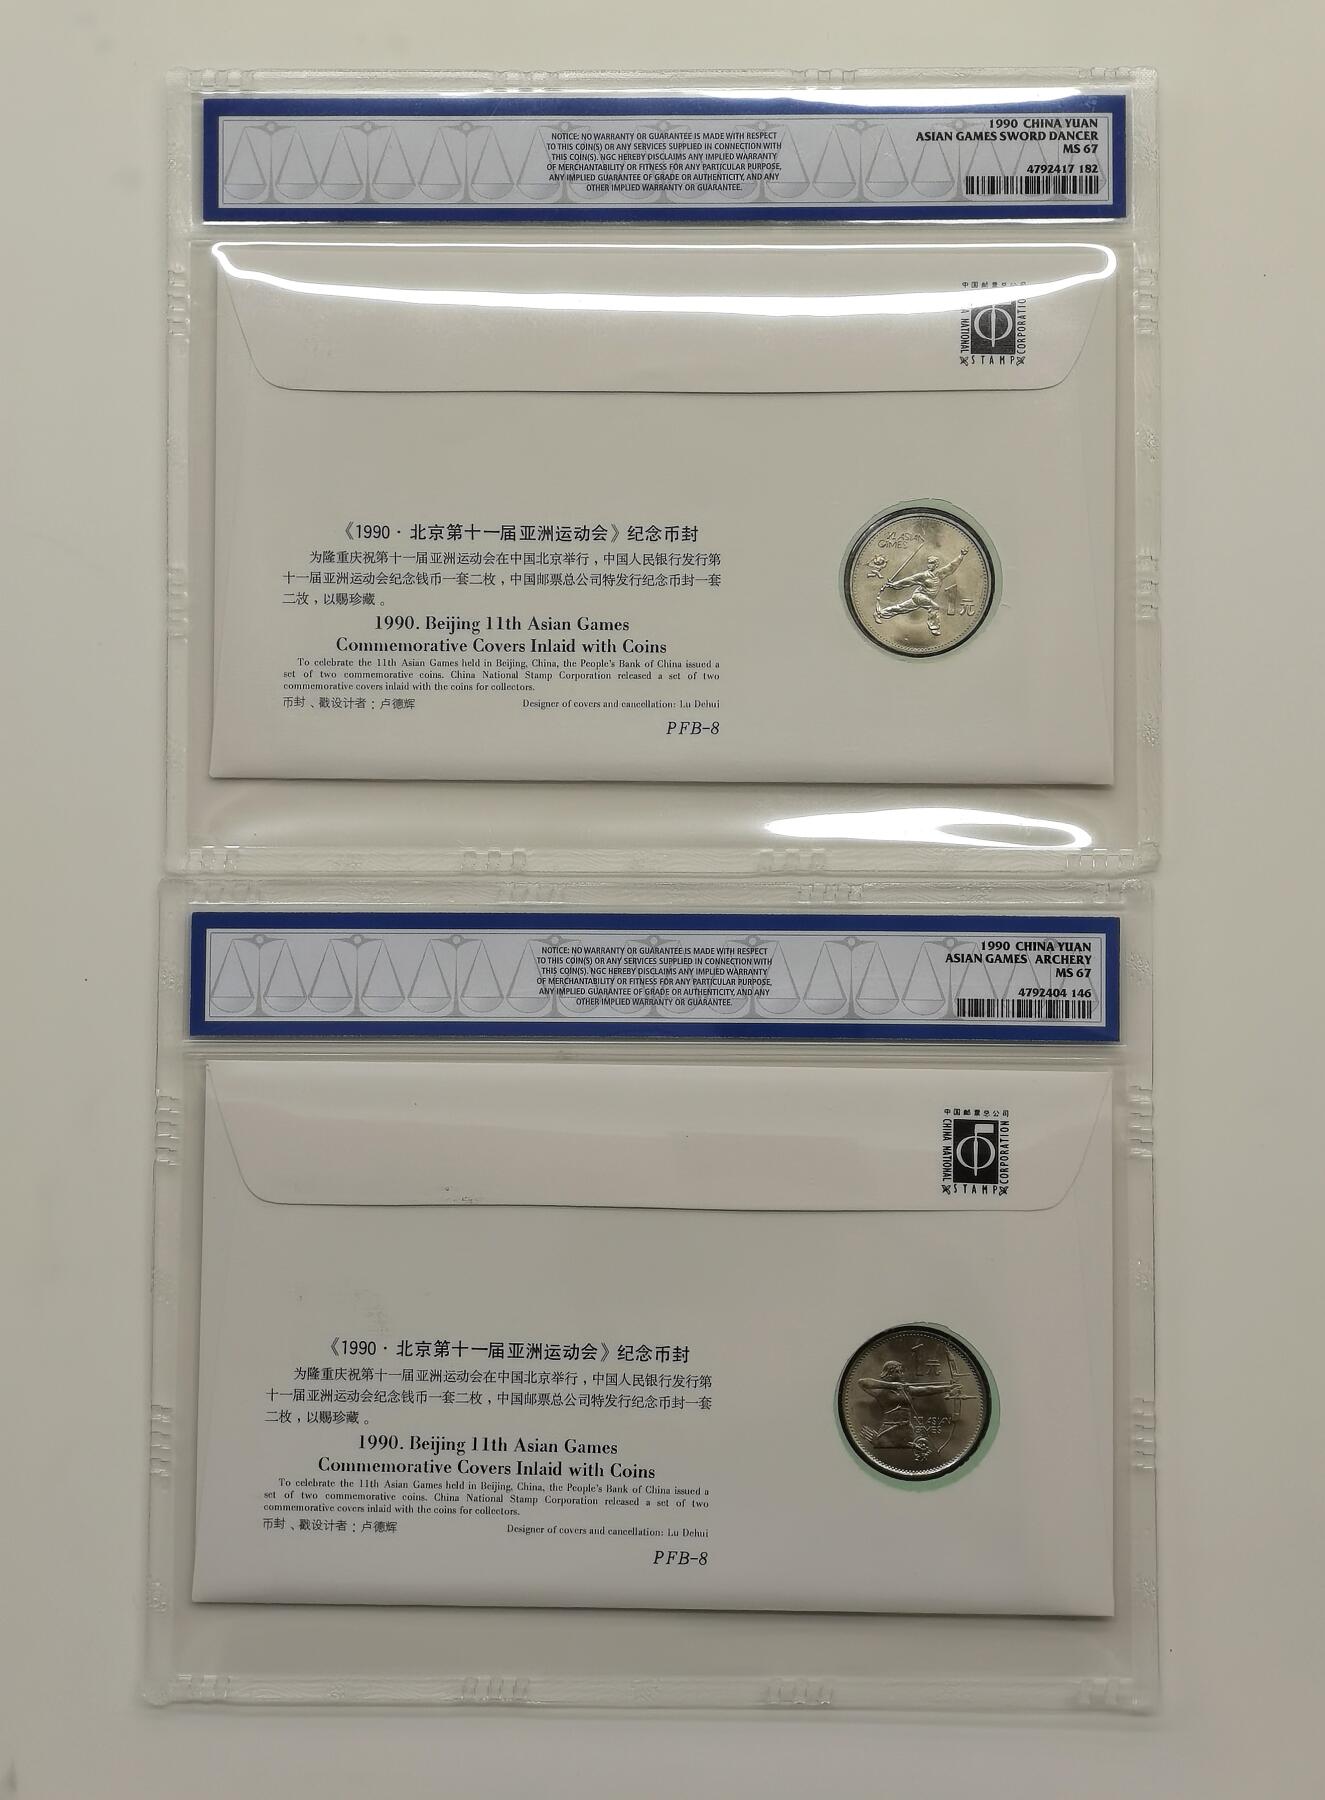 NOTICE: NO WARRANTY OR GUARANTEE IS MADE WITH RESPECT
TO THIS COIN(S) OR ANY SERVICES SUPPLIED IN CONNECTION WITH
THIS COIN(S). NGC HEREBY DISCLAIMS ANY IMPLIED WARRANTY
OF MERCHANTABILITY OR FITNESS FOR ANY PARTICULAR PURPOSE,
ANY IMPLIED GUARANTEE OF GRADE OR AUTHENTICITY, AND ANY
OTHER IMPLIED WARRANTY OR GUARANTEE.
1990 CHINA YUAN
ASIAN GAMES SWORD DANCER
MS 67
4792417 182
中国邮票总公司
NATIONAL
STAMP
CORPORATION
《1990·北京第十一届亚洲运动会》纪念币封
为隆重庆祝第十一届亚洲运动会在中国北京举行，中国人民银行发行第
十一届亚洲运动会纪念钱币一套二枚，中国邮票总公司特发行纪念币封一套
二枚，以赐珍藏。
1990. Beijing 11th Asian Games
Commemorative Covers Inlaid with Coins
To celebrate the 11th Asian Games held in Beijing, China, the People's Bank of China issued a
set of two commemorative coins. China National Stamp Corporation released a set of two
commemorative covers inlaid with the coins for collectors.
币封、戳设计者：卢德辉 Designer of covers and cancellation: Lu Dehui
PFB-8
XI ASIAN
GAMES
1元
NOTICE: NO WARRANTY OR GUARANTEE IS MADE WITH RESPECT
TO THIS COIN(S) OR ANY SERVICES SUPPLIED IN CONNECTION WITH
THIS COIN(S). NGC HEREBY DISCLAIMS ANY IMPLIED WARRANTY
OF MERCHANTABILITY OR FITNESS FOR ANY PARTICULAR PURPOSE,
ANY IMPLIED GUARANTEE OF GRADE OR AUTHENTICITY, AND ANY
OTHER IMPLIED WARRANTY OR GUARANTEE.
1990 CHINA YUAN
ASIAN GAMES ARCHERY
MS 67
4792404 146
中国邮票总公司
CHINA NATIONAL
STAMP
CORPORATION
《1990·北京第十一届亚洲运动会》纪念币封
为隆重庆祝第十一届亚洲运动会在中国北京举行，中国人民银行发行第
十一届亚洲运动会纪念钱币一套二枚，中国邮票总公司特发行纪念币封一套
二枚，以赐珍藏。
1990. Beijing 11th Asian Games
Commemorative Covers Inlaid with Coins
To celebrate the 11th Asian Games held in Beijing, China, the People's Bank of China issued a
set of two commemorative coins. China National Stamp Corporation released a set of two
commemorative covers inlaid with the coins for collectors.
币封、戳设计者：卢德辉 Designer of covers and cancellation: Lu Dehui
PFB-8
1元
XI ASIAN
GAMES